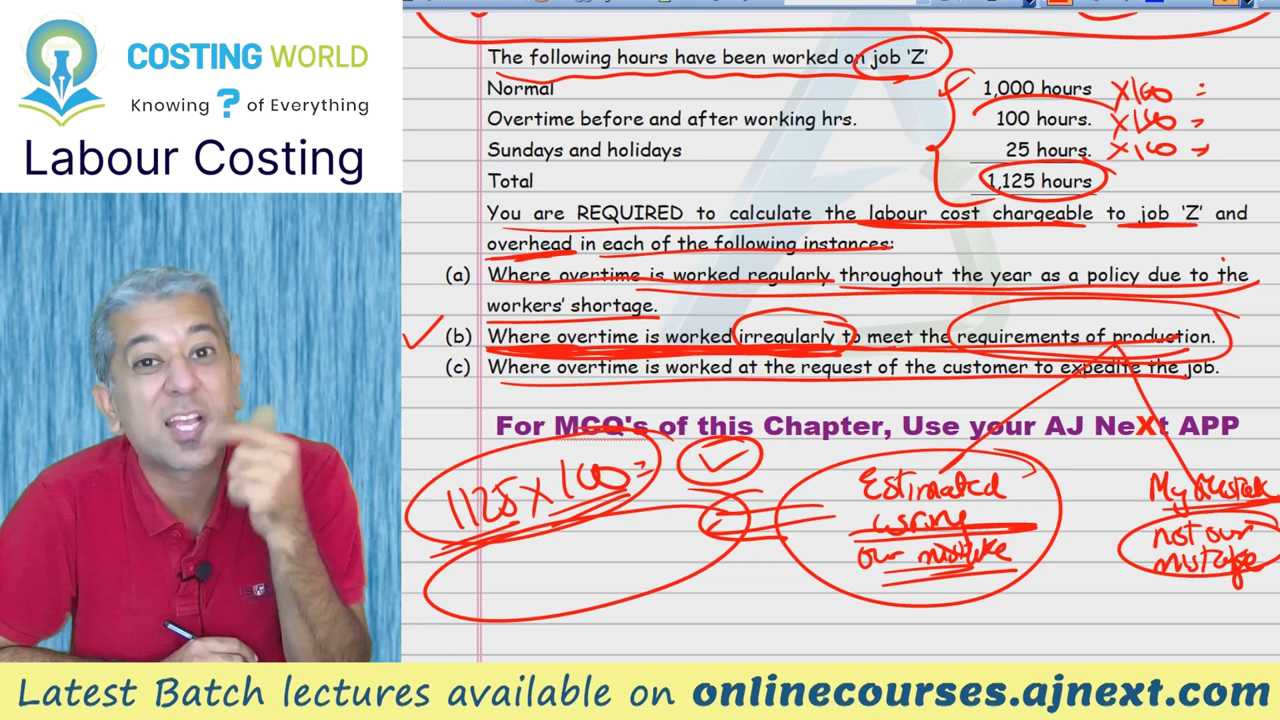 COSTING WORLD
Knowing ? of Everything
Labour Costing
The following hours have been worked on job 'Z'
Normal 1,000 hours X100 =
Overtime before and after working hrs. 100 hours. X100 =
Sundays and holidays 25 hours. X100 =
Total 1,125 hours
You are REQUIRED to calculate the labour cost chargeable to job 'Z' and
overhead in each of the following instances:
(a) Where overtime is worked regularly throughout the year as a policy due to the
workers' shortage.
(b) Where overtime is worked irregularly to meet the requirements of production.
(c) Where overtime is worked at the request of the customer to expedite the job.
For MCQ's of this Chapter, Use your AJ NeXt APP
1125 X 100 =
Estimated
our mistake
My
not our
mistake
Latest Batch lectures available on onlinecourses.ajnext.com